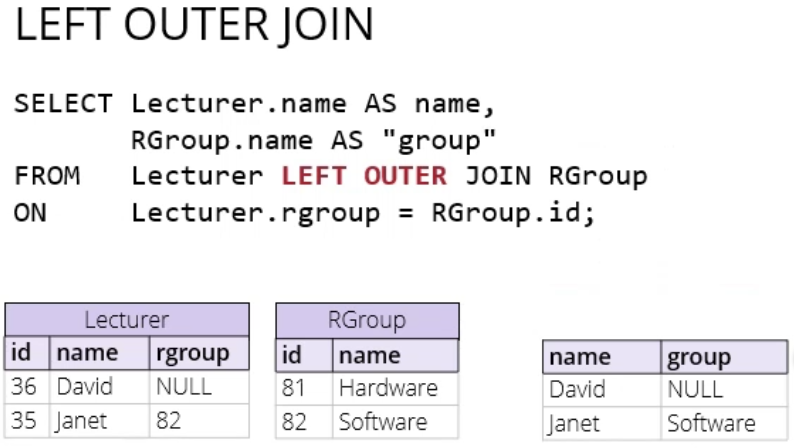 LEFT OUTER JOIN
SELECT Lecturer.name AS name,
RGroup.name AS "group"
FROM Lecturer LEFT OUTER JOIN RGroup
ON Lecturer.rgroup = RGroup.id;
Lecturer
id name rgroup
36 David NULL
35 Janet 82
RGroup
id name
81 Hardware
82 Software
name group
David NULL
Janet Software